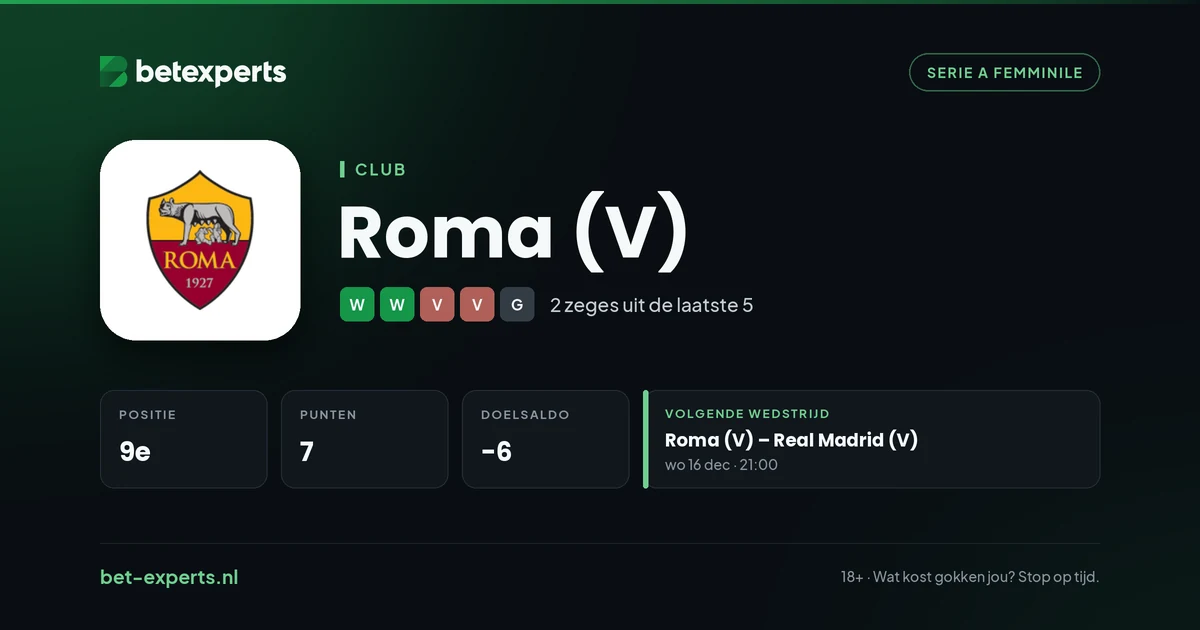 betexperts
SERIE A FEMMINILE
ROMA
1927
CLUB
Roma (V)
W W V V G 2 zeges uit de laatste 5
POSITIE
9e
PUNTEN
7
DOELSALDO
-6
VOLGENDE WEDSTRIJD
Roma (V) – Real Madrid (V)
wo 16 dec · 21:00
bet-experts.nl
18+ · Wat kost gokken jou? Stop op tijd.